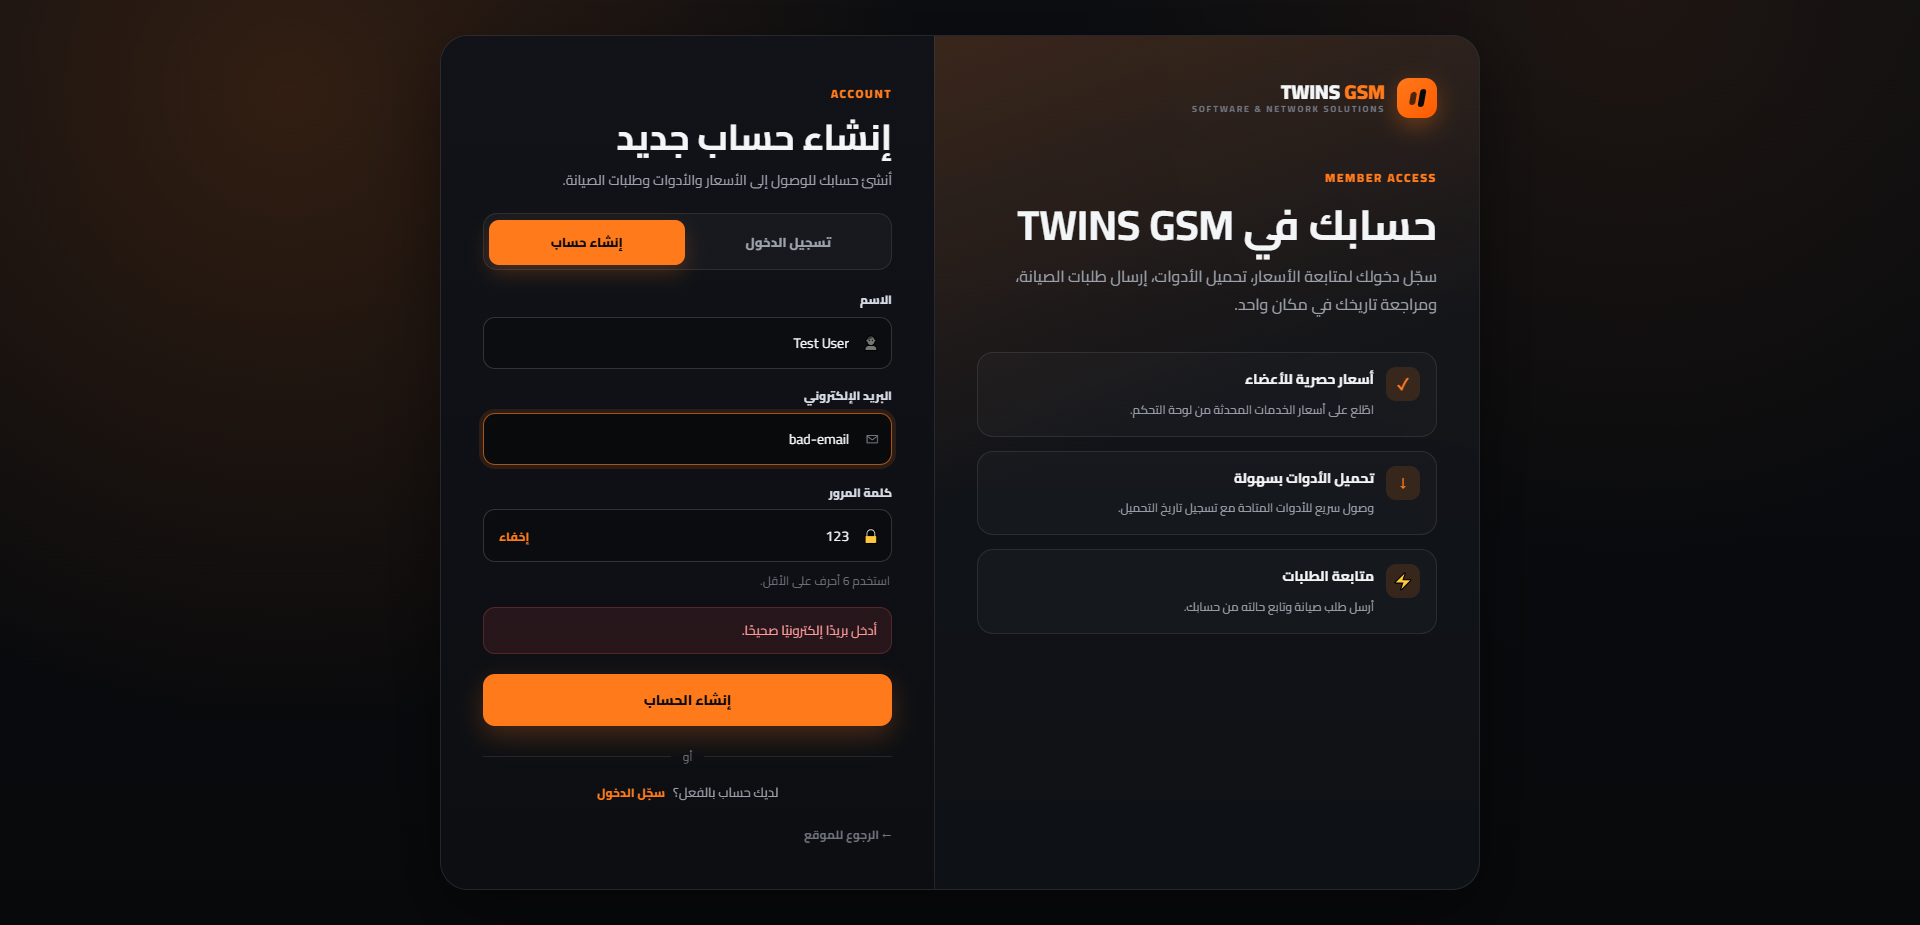 TWINS GSM
SOFTWARE & NETWORK SOLUTIONS
MEMBER ACCESS
حسابك في TWINS GSM
سجّل دخولك لمتابعة الأسعار، تحميل الأدوات، إرسال طلبات الصيانة،
ومراجعة تاريخك في مكان واحد.
أسعار حصرية للأعضاء
اطّلع على أسعار الخدمات المحدثة من لوحة التحكم.
تحميل الأدوات بسهولة
وصول سريع للأدوات المتاحة مع تسجيل تاريخ التحميل.
متابعة الطلبات
أرسل طلب صيانة وتابع حالته من حسابك.
ACCOUNT
إنشاء حساب جديد
أنشئ حسابك للوصول إلى الأسعار والأدوات وطلبات الصيانة.
تسجيل الدخول
إنشاء حساب
الاسم
Test User
البريد الإلكتروني
bad-email
كلمة المرور
123
إخفاء
استخدم 6 أحرف على الأقل.
أدخل بريدًا إلكترونيًا صحيحًا.
إنشاء الحساب
أو
لديك حساب بالفعل؟ سجّل الدخول
← الرجوع للموقع